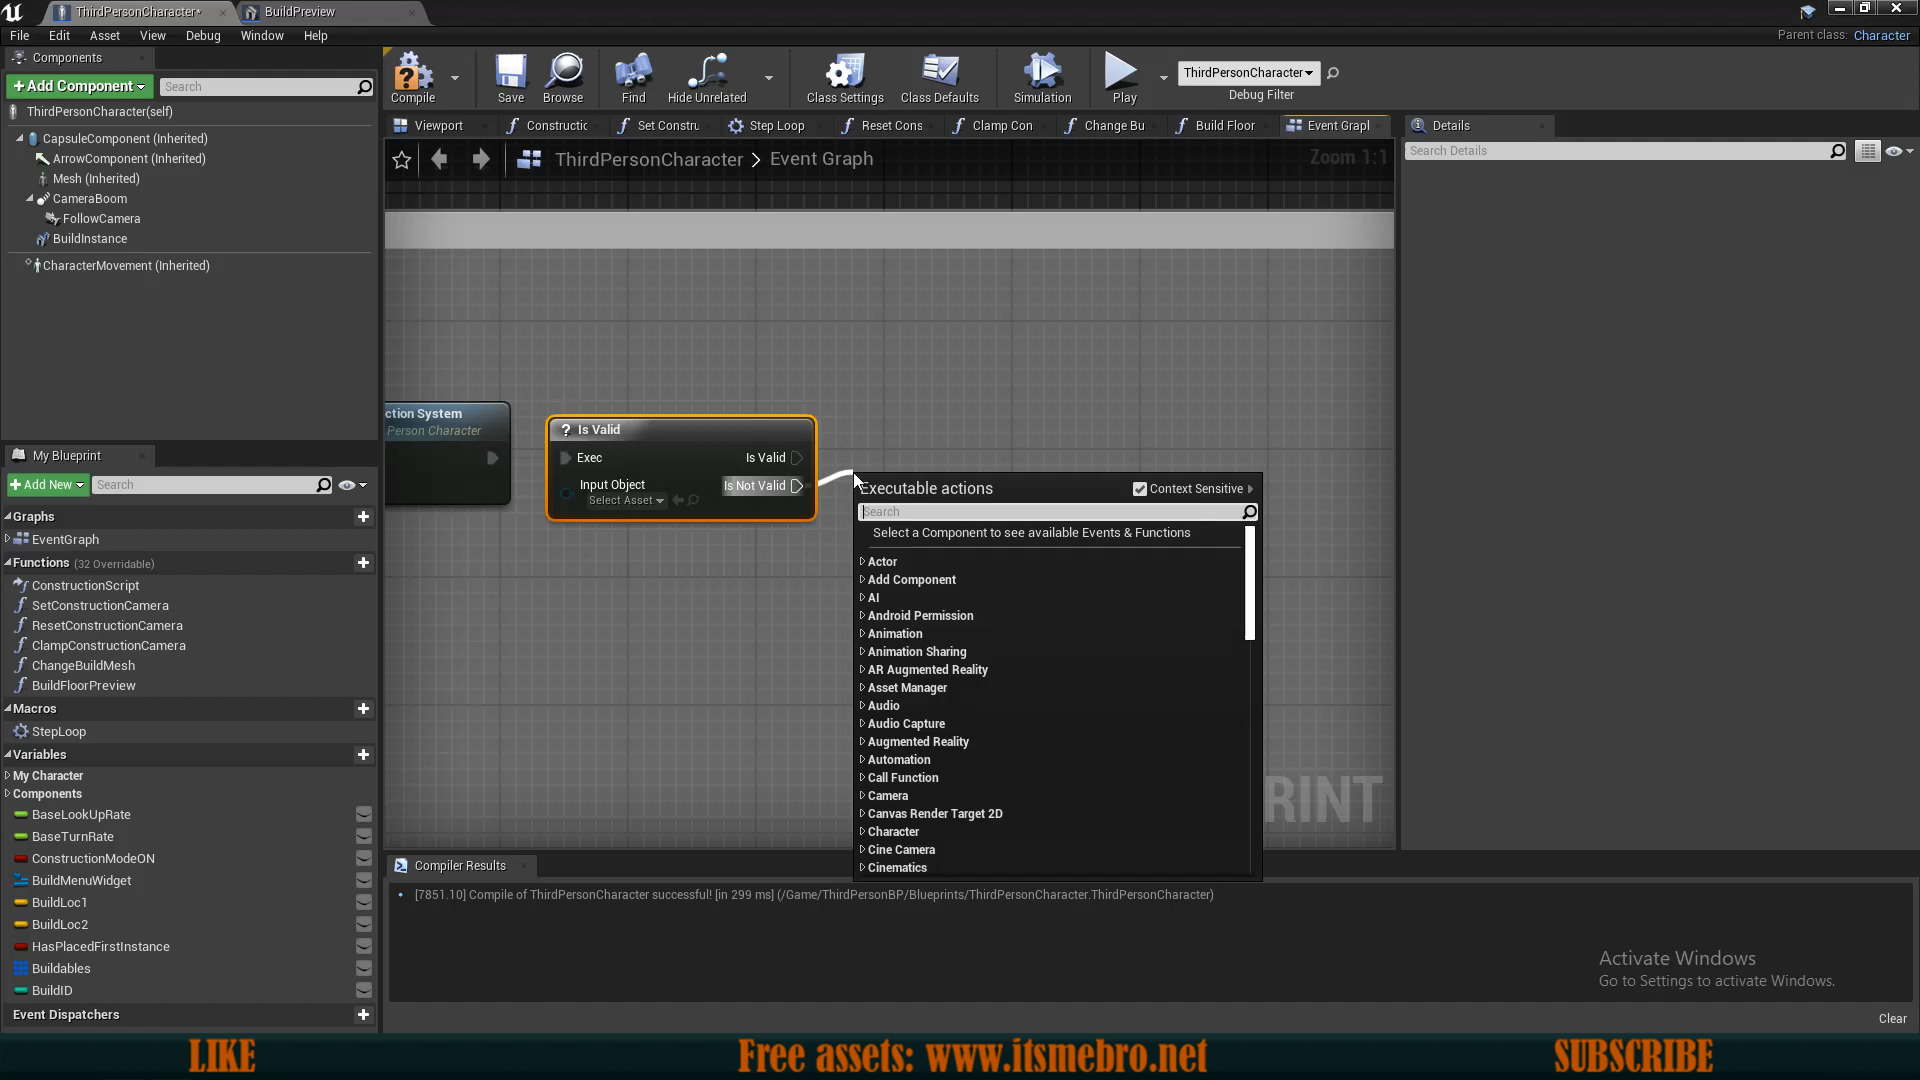 ThirdPersonCharacter*
BuildPreview
File Edit Asset View Debug Window Help
Parent class: Character
Components
+Add Component
Search
ThirdPersonCharacter(self)
CapsuleComponent (Inherited)
ArrowComponent (Inherited)
Mesh (Inherited)
CameraBoom
FollowCamera
BuildInstance
CharacterMovement (Inherited)
Compile
Save
Browse
Find
Hide Unrelated
Class Settings
Class Defaults
Simulation
Play
ThirdPersonCharacter
Debug Filter
Viewport
Constructic
Set Constru
Step Loop
Reset Cons
Clamp Con
Change Bu
Build Floor
Event Grapl
Details
Search Details
ThirdPersonCharacter > Event Graph
Zoom 1:1
ction System
Person Character
? Is Valid
Exec
Is Valid
Input Object
Is Not Valid
Select Asset
Executable actions
Context Sensitive
Search
Select a Component to see available Events & Functions
Actor
Add Component
AI
Android Permission
Animation
Animation Sharing
AR Augmented Reality
Asset Manager
Audio
Audio Capture
Augmented Reality
Automation
Call Function
Camera
Canvas Render Target 2D
Character
Cine Camera
Cinematics
RINT
My Blueprint
+Add New
Search
Graphs
EventGraph
Functions (32 Overridable)
ConstructionScript
SetConstructionCamera
ResetConstructionCamera
ClampConstructionCamera
ChangeBuildMesh
BuildFloorPreview
Macros
StepLoop
Variables
My Character
Components
BaseLookUpRate
BaseTurnRate
ConstructionModeON
BuildMenuWidget
BuildLoc1
BuildLoc2
HasPlacedFirstInstance
Buildables
BuildID
Event Dispatchers
Compiler Results
[7851.10] Compile of ThirdPersonCharacter successful! [in 299 ms] (/Game/ThirdPersonBP/Blueprints/ThirdPersonCharacter.ThirdPersonCharacter)
Activate Windows
Go to Settings to activate Windows.
Clear
LIKE
Free assets: www.itsmebro.net
SUBSCRIBE